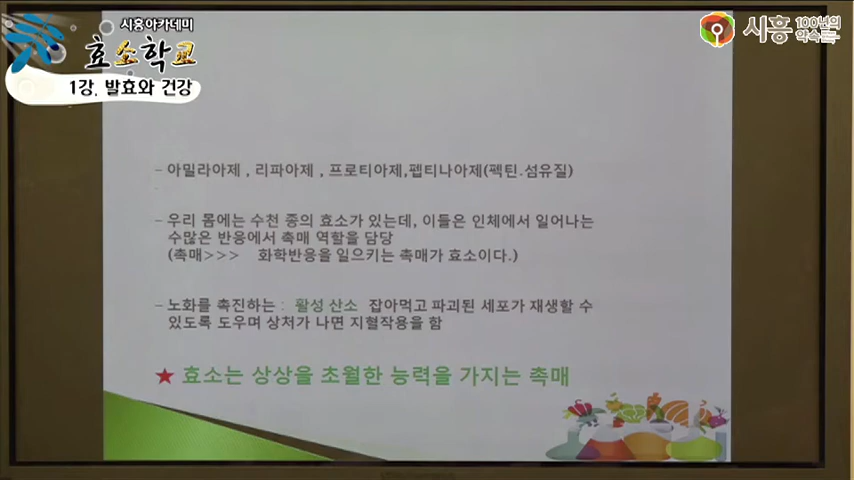 시흥아카데미
효소학교
1강. 발효와 건강
시흥 100년의 약속
- 아밀라아제 , 리파아제 , 프로티아제,펩티나아제(펙틴.섬유질)
- 우리 몸에는 수천 종의 효소가 있는데, 이들은 인체에서 일어나는
수많은 반응에서 촉매 역할을 담당
(촉매>>> 화학반응을 일으키는 촉매가 효소이다.)
- 노화를 촉진하는 : 활성 산소 잡아먹고 파괴된 세포가 재생할 수
있도록 도우며 상처가 나면 지혈작용을 함
★ 효소는 상상을 초월한 능력을 가지는 촉매